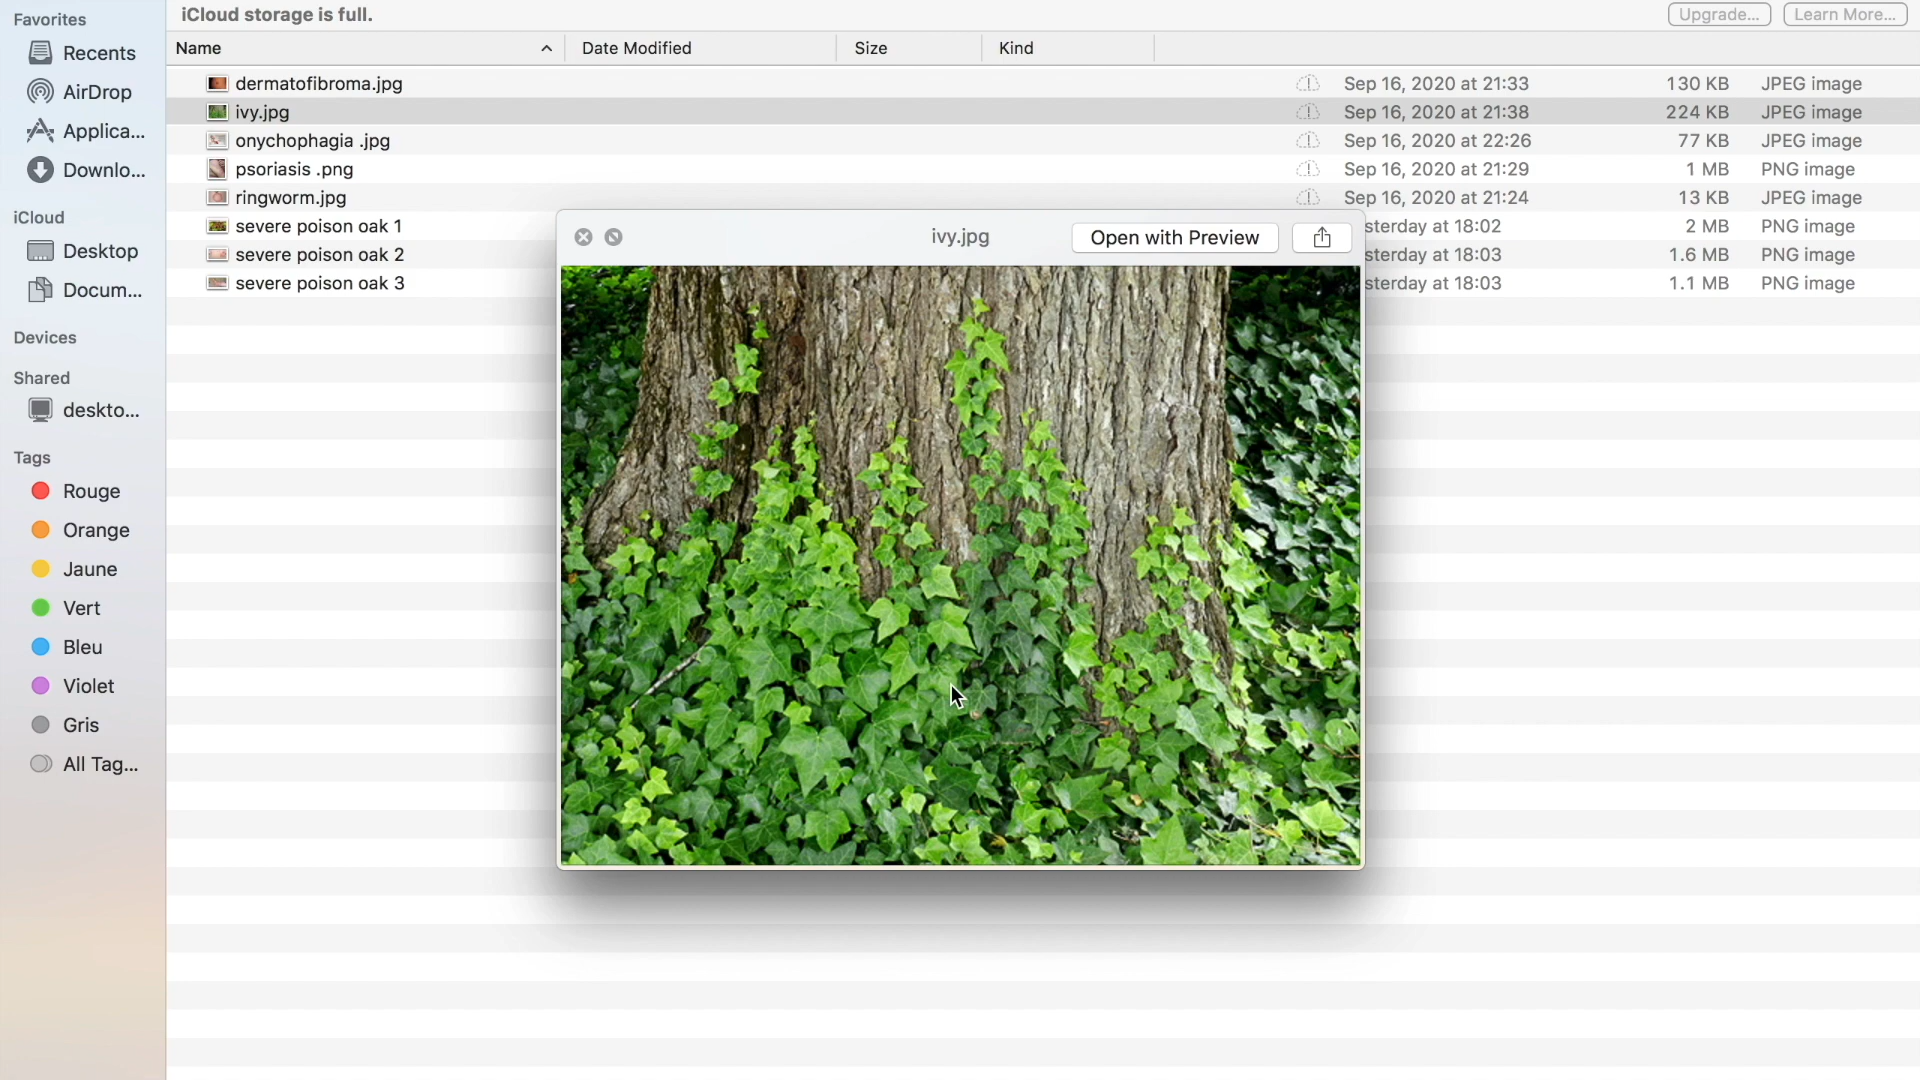 Favorites
Recents
AirDrop
Applica...
Downlo...
iCloud
Desktop
Docum...
Devices
Shared
deskto...
Tags
Rouge
Orange
Jaune
Vert
Bleu
Violet
Gris
All Tag...
iCloud storage is full. Upgrade... Learn More...
Name Date Modified Size Kind
dermatofibroma.jpg Sep 16, 2020 at 21:33 130 KB JPEG image
ivy.jpg Sep 16, 2020 at 21:38 224 KB JPEG image
onychophagia .jpg Sep 16, 2020 at 22:26 77 KB JPEG image
psoriasis .png Sep 16, 2020 at 21:29 1 MB PNG image
ringworm.jpg Sep 16, 2020 at 21:24 13 KB JPEG image
severe poison oak 1 sterday at 18:02 2 MB PNG image
severe poison oak 2 sterday at 18:03 1.6 MB PNG image
severe poison oak 3 sterday at 18:03 1.1 MB PNG image
ivy.jpg Open with Preview